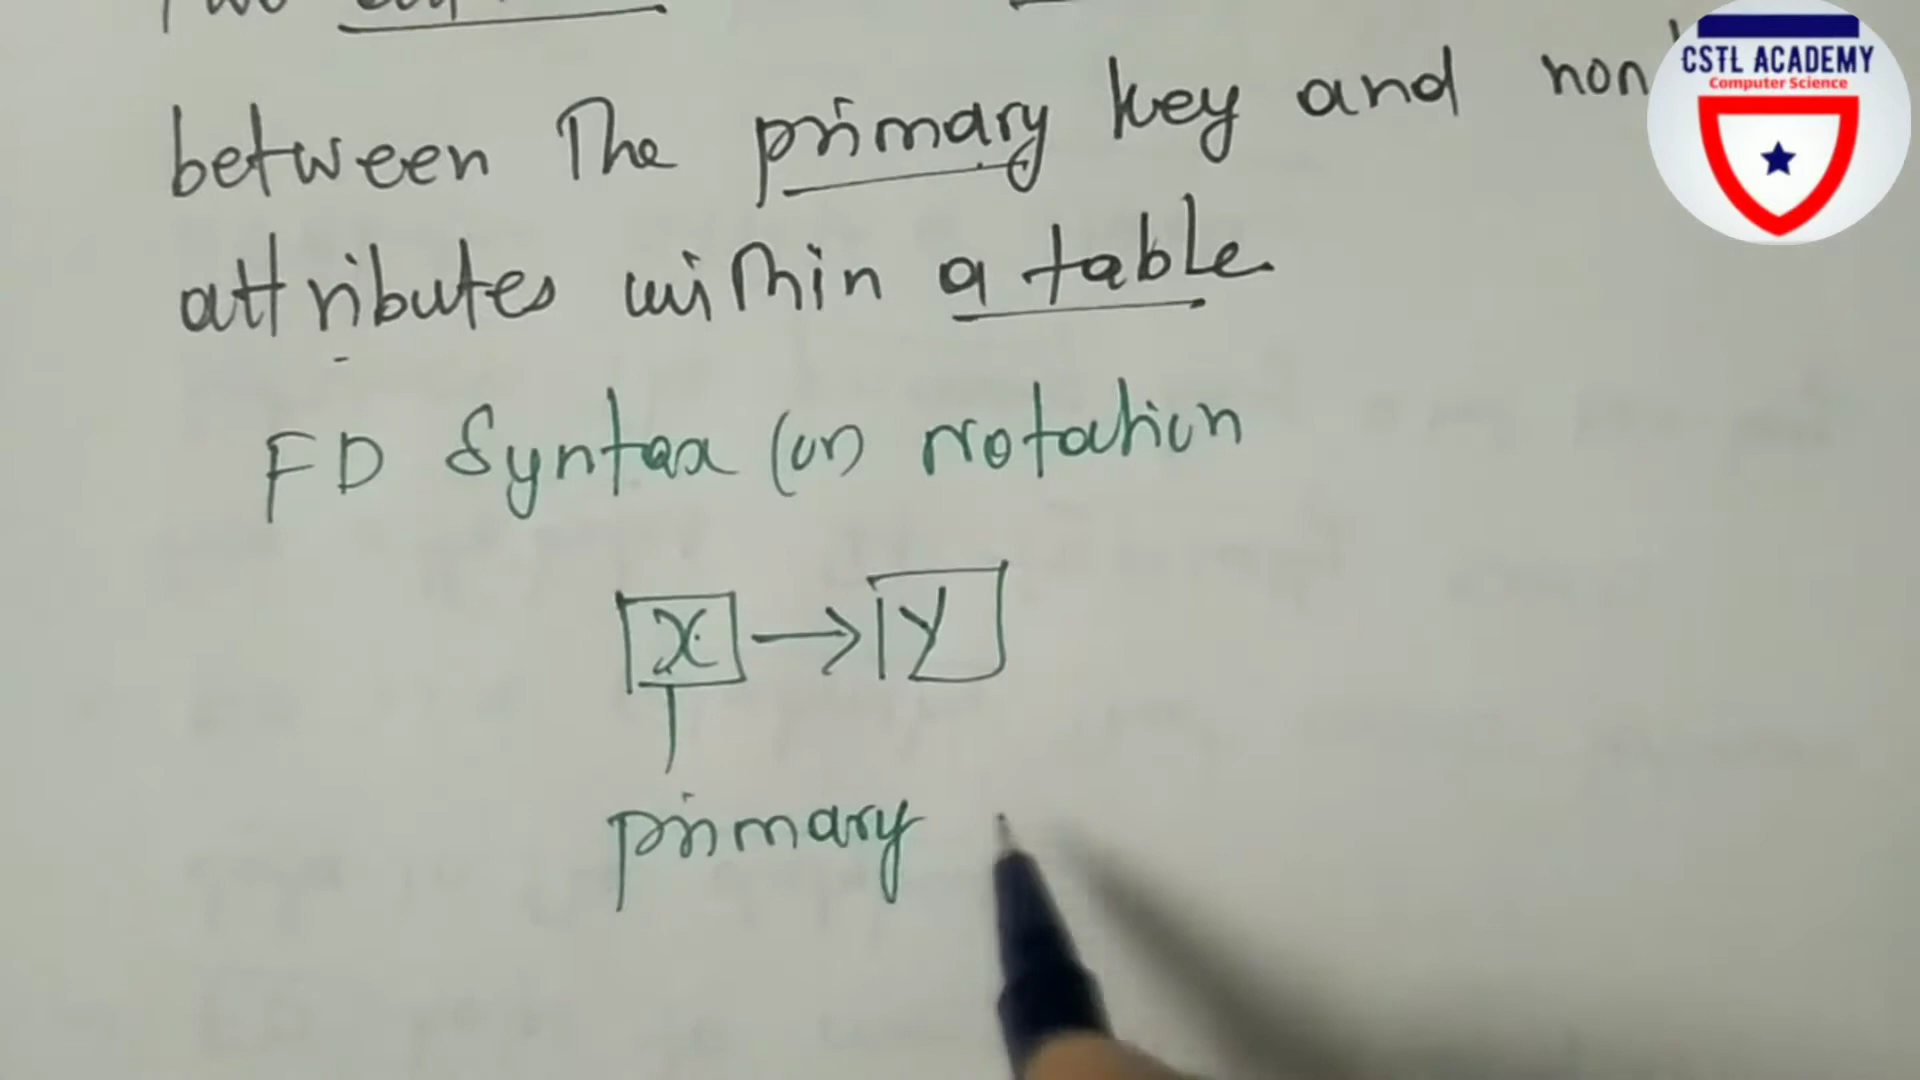 between The primary key and non
attributes within a table
FD Syntax (or) notation
X → Y
primary
CSTL ACADEMY
Computer Science